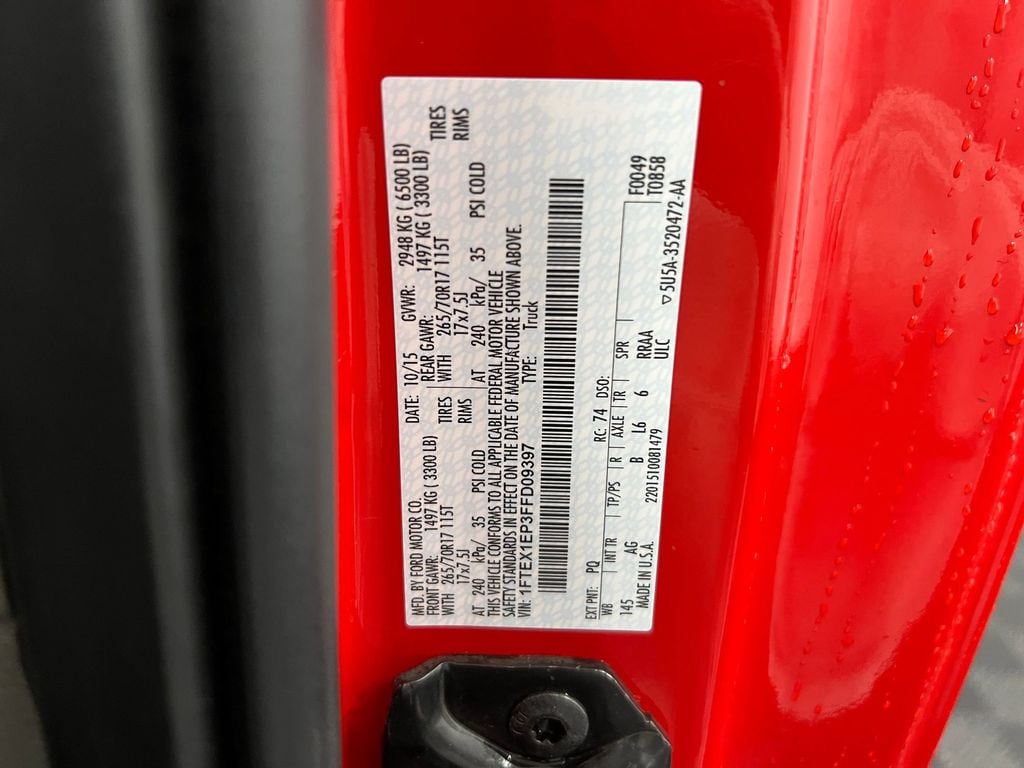 MFD. BY FORD MOTOR CO. DATE: 10/15 GVWR: 2948 KG ( 6500 LB)
FRONT GAWR: 1497 KG ( 3300 LB) REAR GAWR: 1497 KG ( 3300 LB)
WITH 265/70R17 115T TIRES WITH 265/70R17 115T TIRES
17x7.5J RIMS 17x7.5J RIMS
AT 240 kPa/ 35 PSI COLD AT 240 kPa/ 35 PSI COLD
THIS VEHICLE CONFORMS TO ALL APPLICABLE FEDERAL MOTOR VEHICLE
SAFETY STANDARDS IN EFFECT ON THE DATE OF MANUFACTURE SHOWN ABOVE.
VIN: 1FTEX1EP3FFD09397 TYPE: Truck
EXT PNT: PQ RC: 74 DSO: F0049
WB INT TR TP/PS R AXLE TR SPR T0858
145 AG B L6 6 RRAA
MADE IN U.S.A. 2201510081479 ULC ▽5U5A-3520472-AA